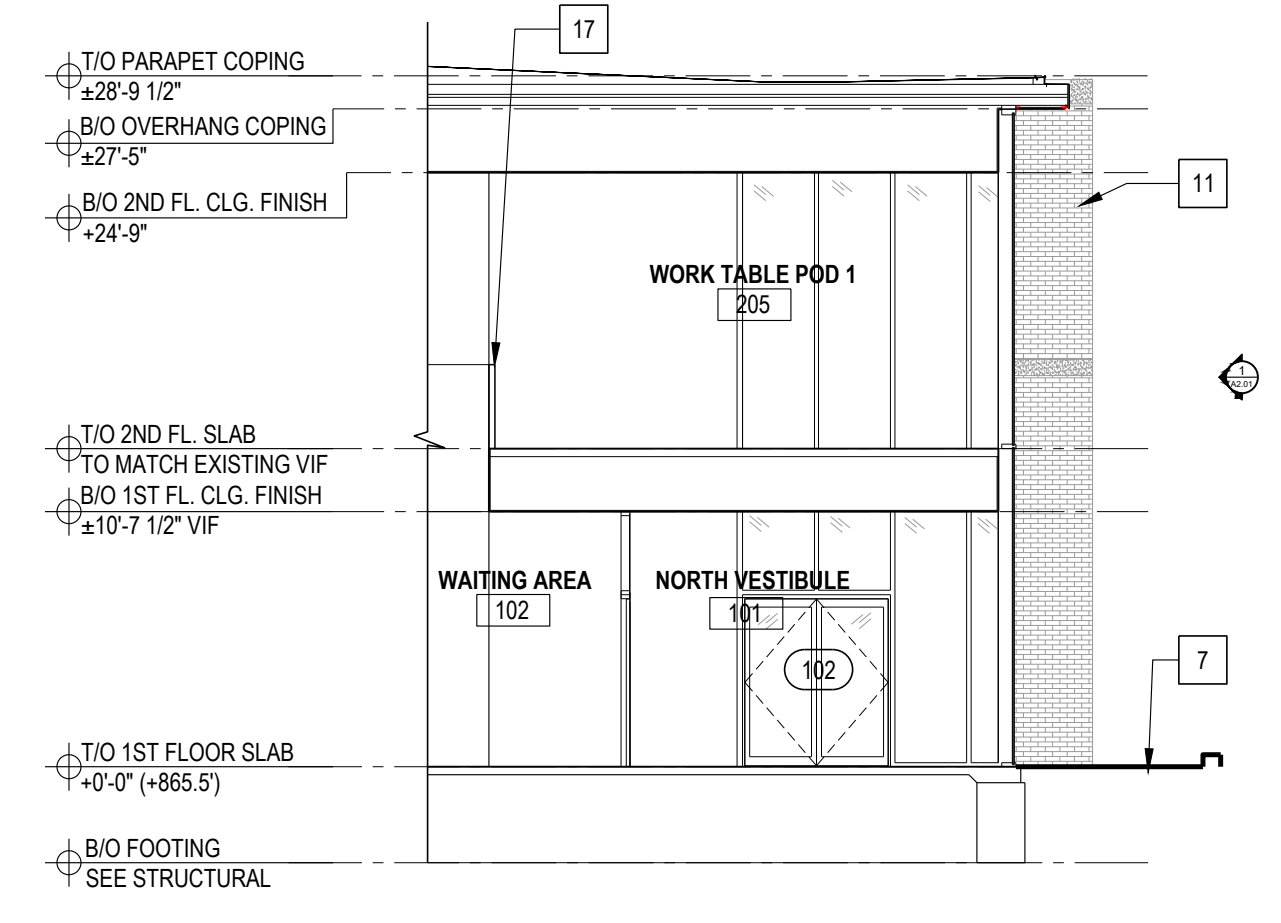 17
T/O PARAPET COPING
±28'-9 1/2"
B/O OVERHANG COPING
±27'-5"
11
B/O 2ND FL. CLG. FINISH
+24'-9"
WORK TABLE POD 1
205
1
A2.01
T/O 2ND FL. SLAB
TO MATCH EXISTING VIF
B/O 1ST FL. CLG. FINISH
±10'-7 1/2" VIF
WAITING AREA
102
NORTH VESTIBULE
101
102
7
T/O 1ST FLOOR SLAB
+0'-0" (+865.5')
B/O FOOTING
SEE STRUCTURAL